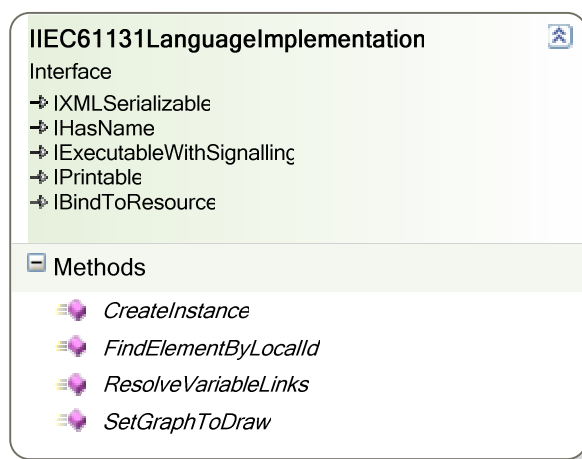 IIEC61131LanguageImplementation
Interface
IXMLSerializable
IHasName
IExecutableWithSignalling
IPrintable
IBindToResource
Methods
CreateInstance
FindElementByLocalId
ResolveVariableLinks
SetGraphToDraw